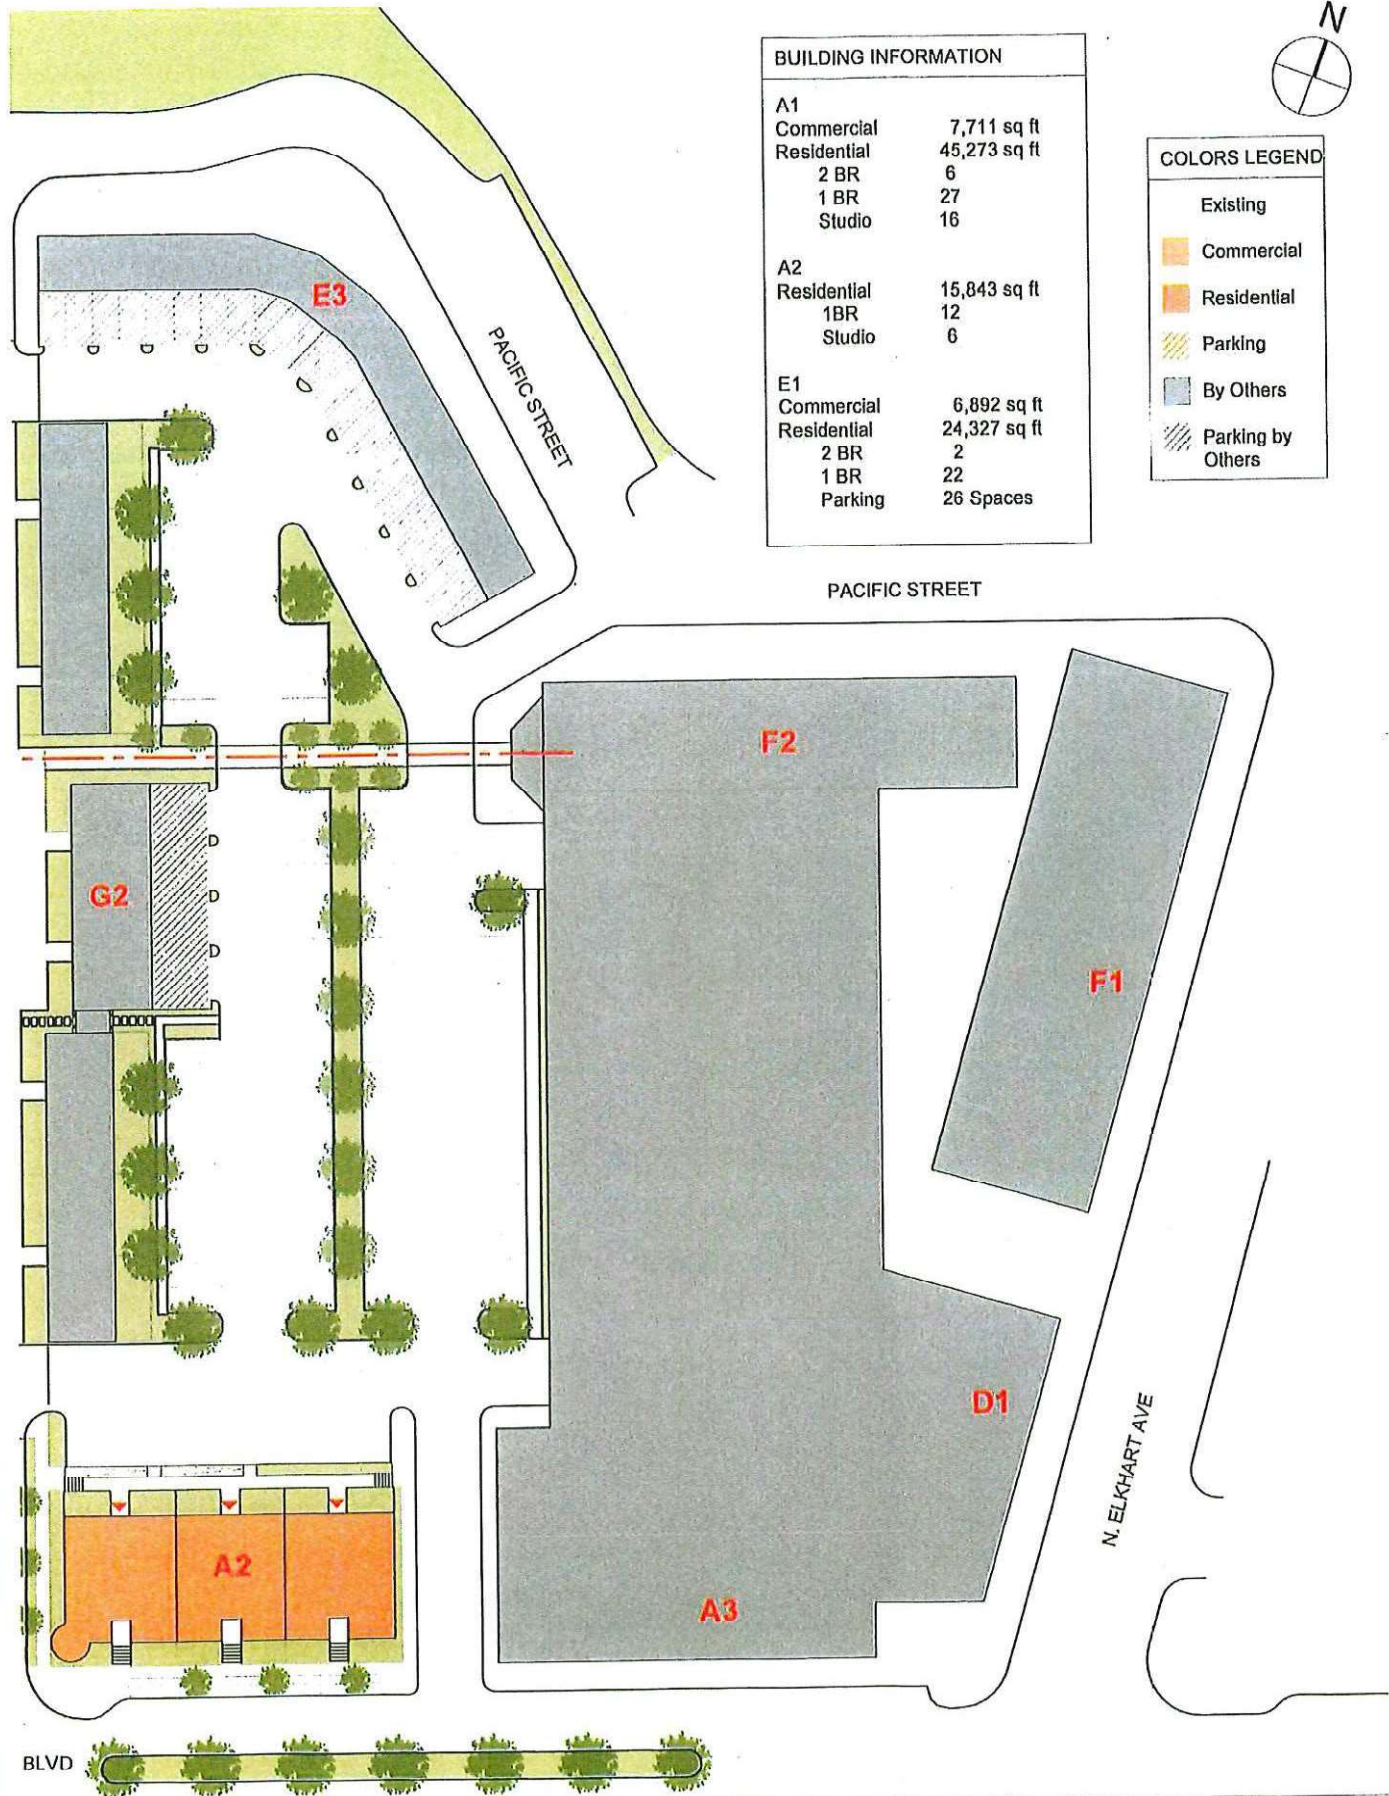 N
BUILDING INFORMATION
A1
Commercial 7,711 sq ft
Residential 45,273 sq ft
2 BR 6
1 BR 27
Studio 16
A2
Residential 15,843 sq ft
1BR 12
Studio 6
E1
Commercial 6,892 sq ft
Residential 24,327 sq ft
2 BR 2
1 BR 22
Parking 26 Spaces
COLORS LEGEND
Existing
Commercial
Residential
Parking
By Others
Parking by
Others
E3
PACIFIC STREET
PACIFIC STREET
F2
G2
F1
D1
N. ELKHART AVE
A2
A3
BLVD